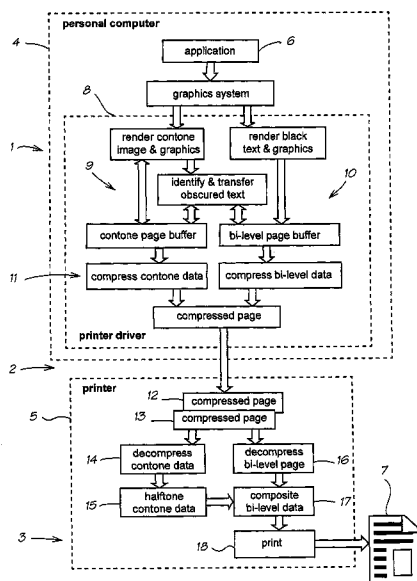 personal computer
4
application
6
graphics system
8
render contone
image & graphics
render black
text & graphics
1
9
identify & transfer
obscured text
10
contone page buffer
bi-level page buffer
11
compress contone data
compress bi-level data
compressed page
printer driver
2
printer
12
compressed page
5
13
compressed page
14
decompress
contone data
decompress
bi-level page
16
7
15
halftone
contone data
composite
bi-level data
17
3
18
print